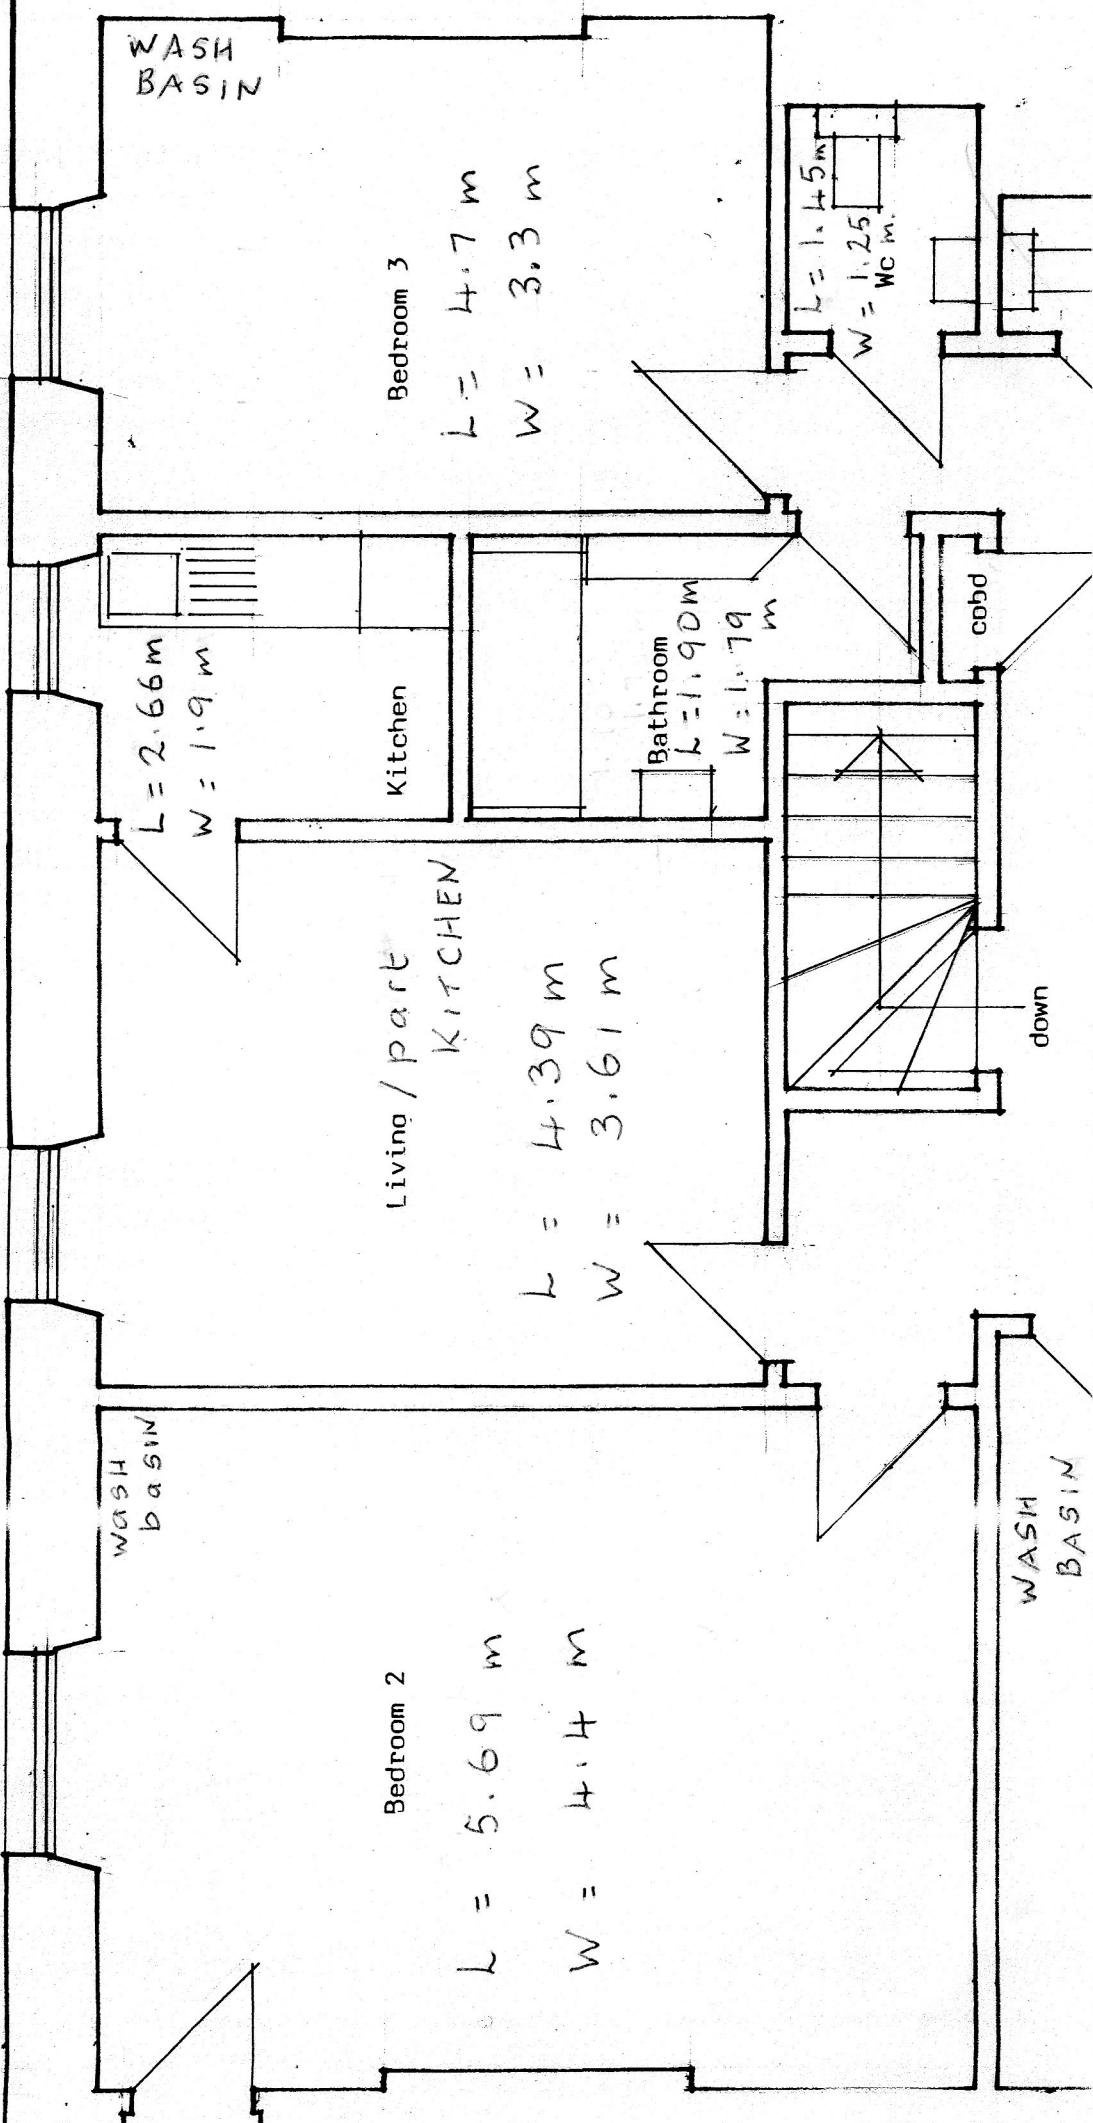 WASH
BASIN
Bedroom 3
L = 4.7 m
W = 3.3 m
L = 1.45m
W = 1.25
WC m.
L = 2.66m
W = 1.9 m
Kitchen
Bathroom
L = 1.90m
W = 1.79
m
cobd
Living / part
KITCHEN
L = 4.39 m
W = 3.61 m
down
wasH
basin
Bedroom 2
L = 5.69 m
W = 4.4 m
WASH
BASIN